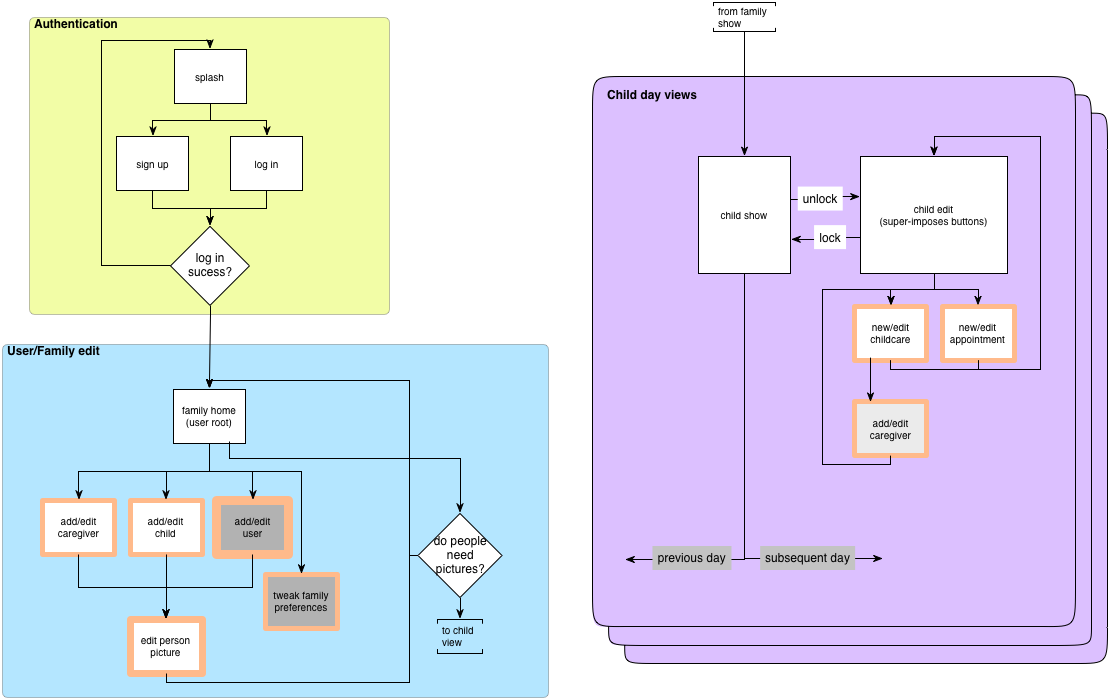 Authentication
splash
sign up
log in
log in
sucess?
User/Family edit
family home
(user root)
add/edit
caregiver
add/edit
child
add/edit
user
tweak family
preferences
edit person
picture
do people
need
pictures?
to child
view
from family
show
Child day views
child show
unlock
lock
child edit
(super-imposes buttons)
new/edit
childcare
new/edit
appointment
add/edit
caregiver
previous day
subsequent day